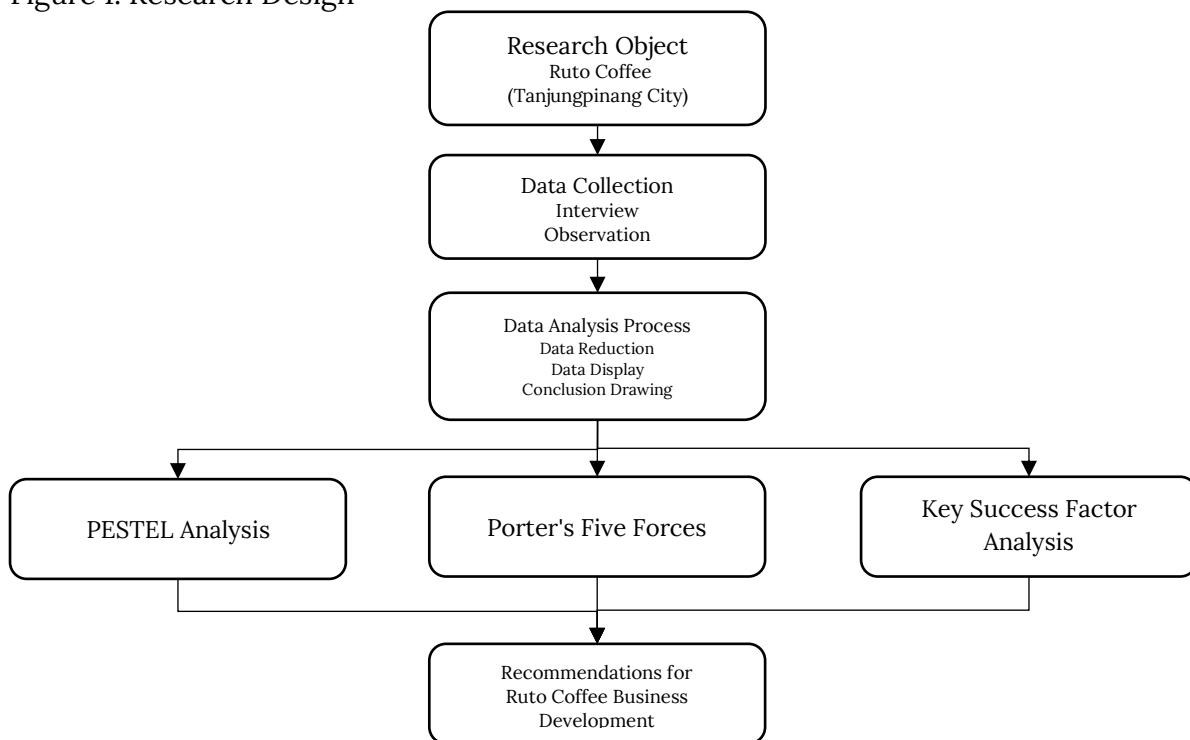 Figure 1. Research Design
Research Object
Ruto Coffee
(Tanjungpinang City)
Data Collection
Interview
Observation
Data Analysis Process
Data Reduction
Data Display
Conclusion Drawing
PESTEL Analysis
Porter's Five Forces
Key Success Factor
Analysis
Recommendations for
Ruto Coffee Business
Development